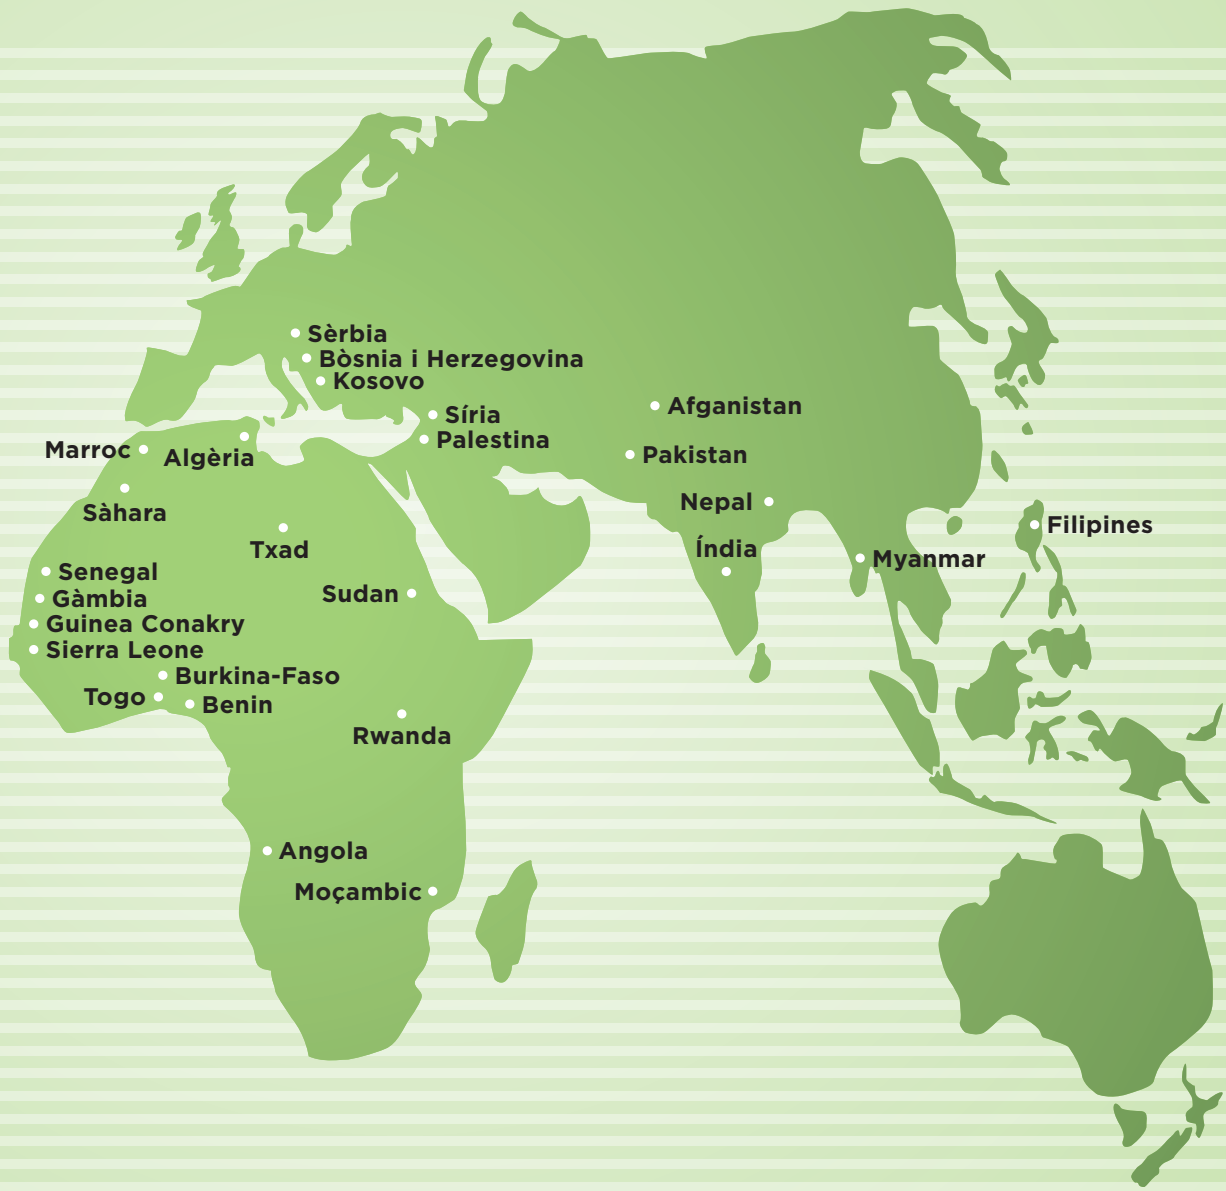 Sèrbia
Bòsnia i Herzegovina
Kosovo
Afganistan
Síria
Palestina
Marroc
Algèria
Pakistan
Nepal
Sàhara
Filipines
Txad
Índia
Myanmar
Senegal
Sudan
Gàmbia
Guinea Conakry
Sierra Leone
Burkina-Faso
Togo
Benin
Rwanda
Angola
Moçambic